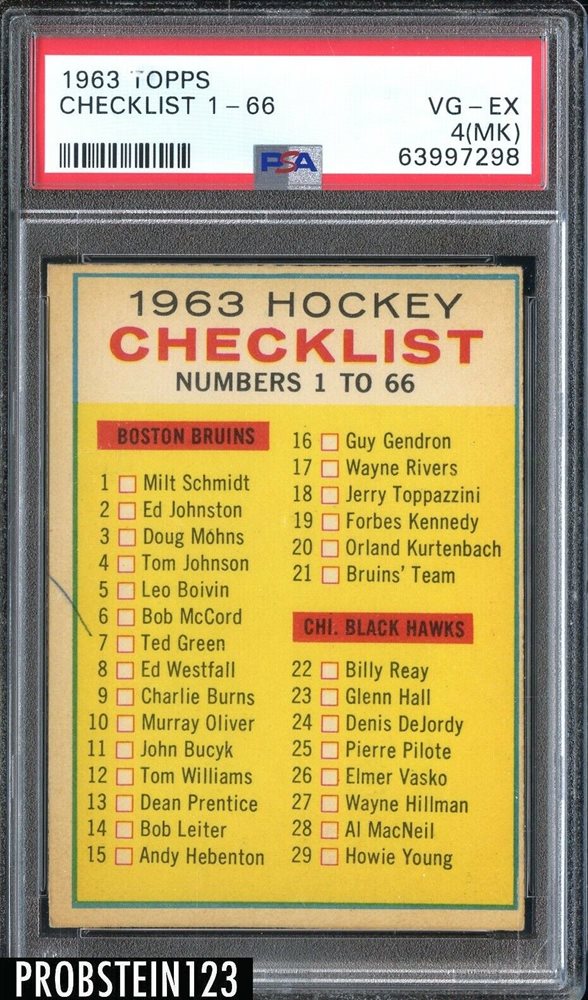 1963 TOPPS
CHECKLIST 1-66
VG-EX
4(MK)
63997298
PSA
1963 HOCKEY
CHECKLIST
NUMBERS 1 TO 66
BOSTON BRUINS
1 Milt Schmidt
2 Ed Johnston
3 Doug Mohns
4 Tom Johnson
5 Leo Boivin
6 Bob McCord
7 Ted Green
8 Ed Westfall
9 Charlie Burns
10 Murray Oliver
11 John Bucyk
12 Tom Williams
13 Dean Prentice
14 Bob Leiter
15 Andy Hebenton
16 Guy Gendron
17 Wayne Rivers
18 Jerry Toppazzini
19 Forbes Kennedy
20 Orland Kurtenbach
21 Bruins' Team
CHI. BLACK HAWKS
22 Billy Reay
23 Glenn Hall
24 Denis DeJordy
25 Pierre Pilote
26 Elmer Vasko
27 Wayne Hillman
28 Al MacNeil
29 Howie Young
PROBSTEIN123